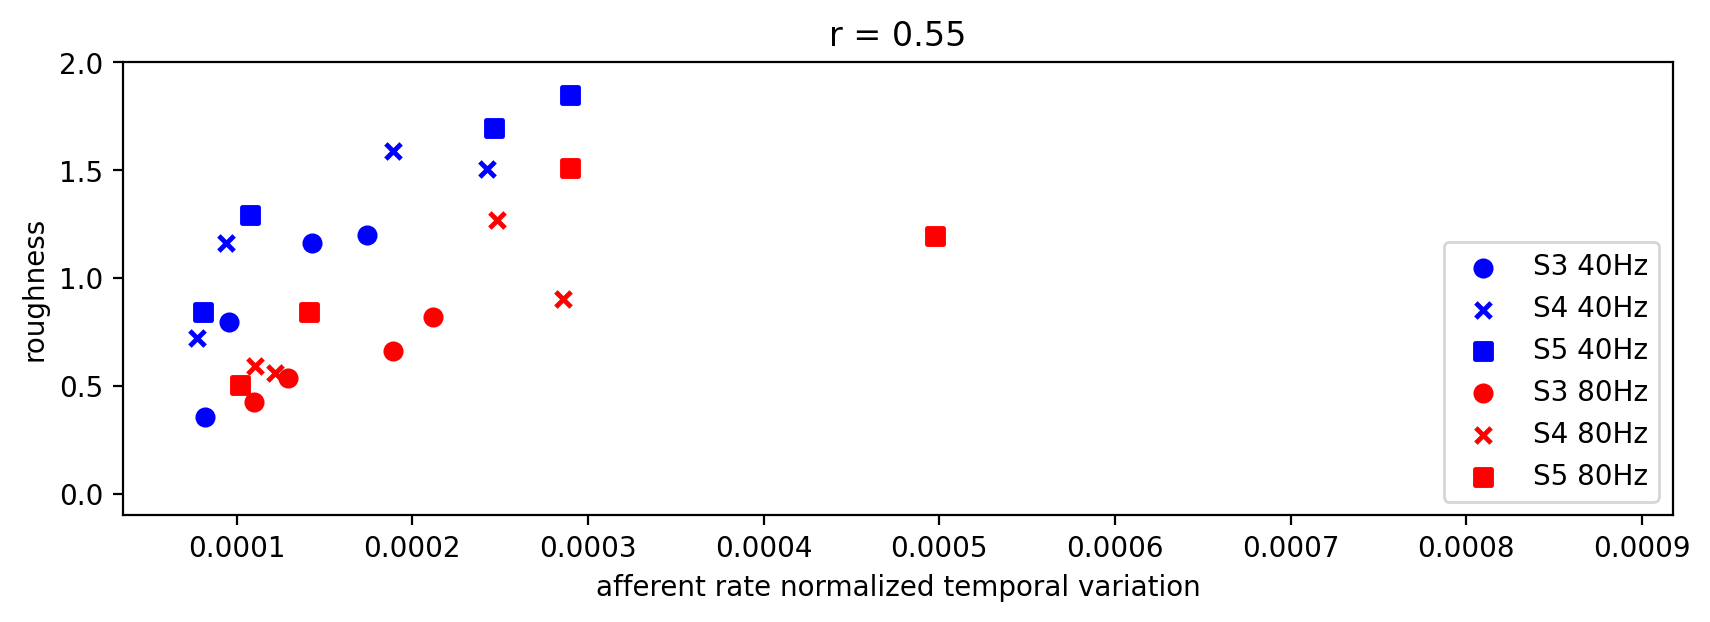 r = 0.55
2.0
1.5
1.0
0.5
0.0
roughness
0.0001 0.0002 0.0003 0.0004 0.0005 0.0006 0.0007 0.0008 0.0009
afferent rate normalized temporal variation
S3 40Hz
S4 40Hz
S5 40Hz
S3 80Hz
S4 80Hz
S5 80Hz